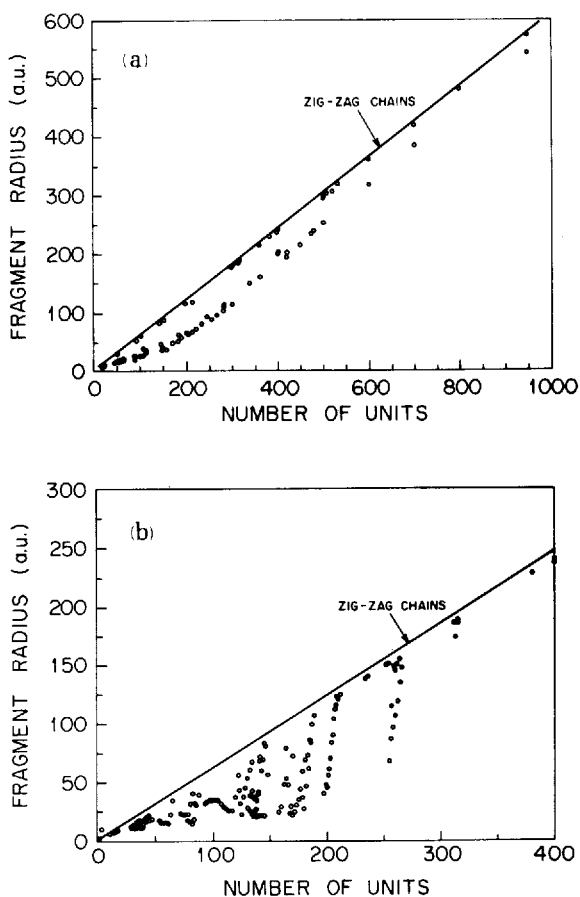 600
(a)
500
ZIG-ZAG CHAINS
400
300
200
100
0
FRAGMENT RADIUS (a.u.)
200 400 600 800 1000
NUMBER OF UNITS
300
(b)
250
ZIG-ZAG CHAINS
200
150
100
50
0
FRAGMENT RADIUS (a.u.)
0 100 200 300 400
NUMBER OF UNITS